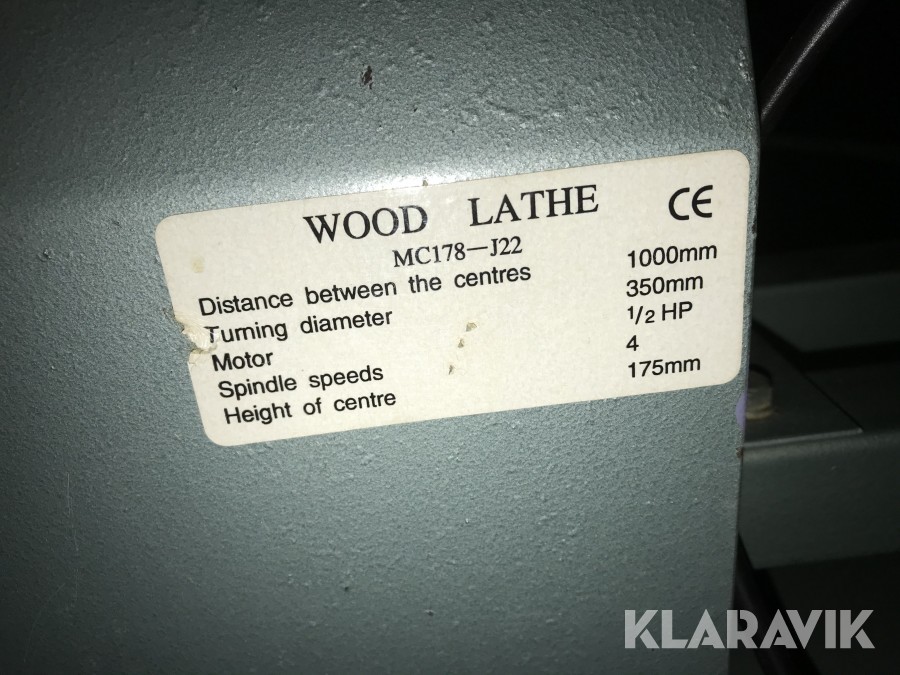 WOOD LATHE CE
MC178-J22
Distance between the centres 1000mm
Turning diameter 350mm
Motor 1/2 HP
Spindle speeds 4
Height of centre 175mm
KLARAVIK